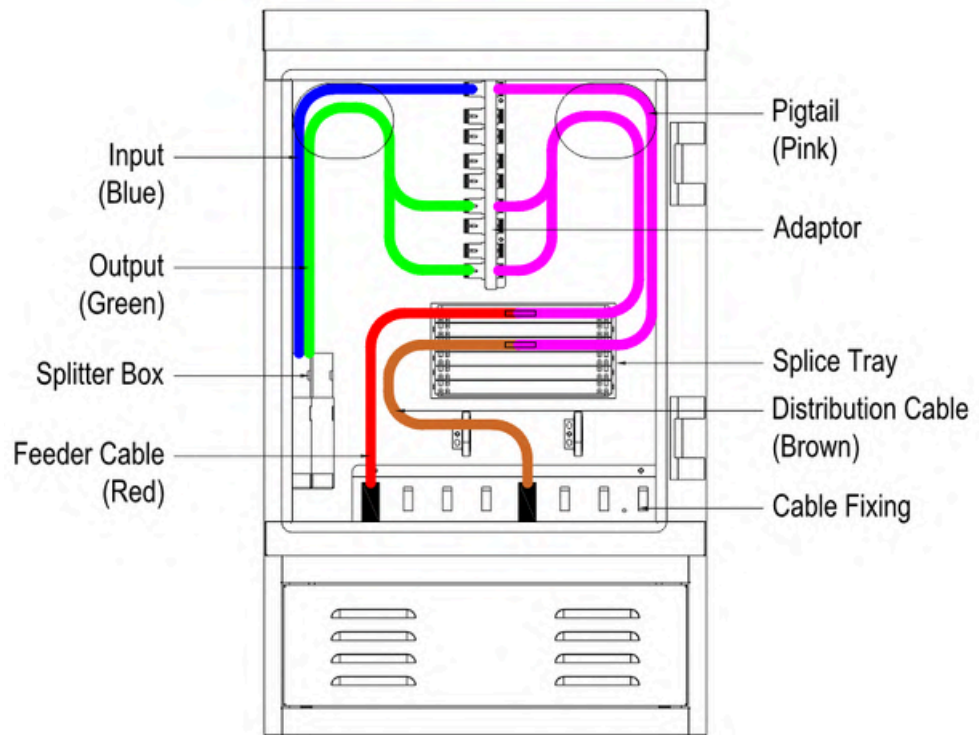 Input
(Blue)
Output
(Green)
Splitter Box
Feeder Cable
(Red)
Pigtail
(Pink)
Adaptor
Splice Tray
Distribution Cable
(Brown)
Cable Fixing